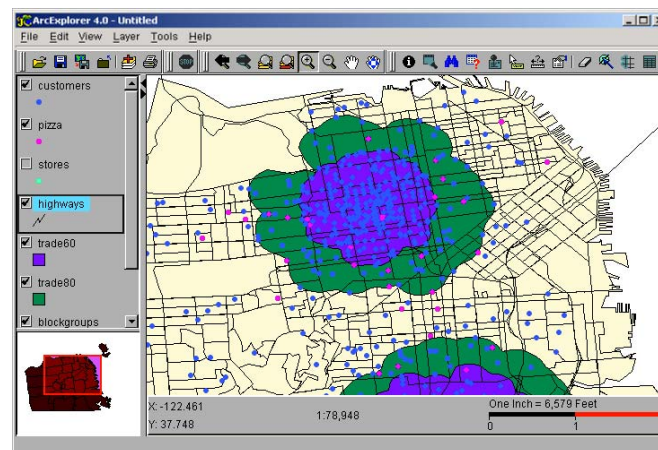 ArcExplorer 4.0 - Untitled
File Edit View Layer Tools Help
STOP
customers
pizza
stores
highways
trade60
trade80
blockgroups
X: -122.461
Y: 37.748
1:78,948
One Inch = 6,579 Feet
0 1